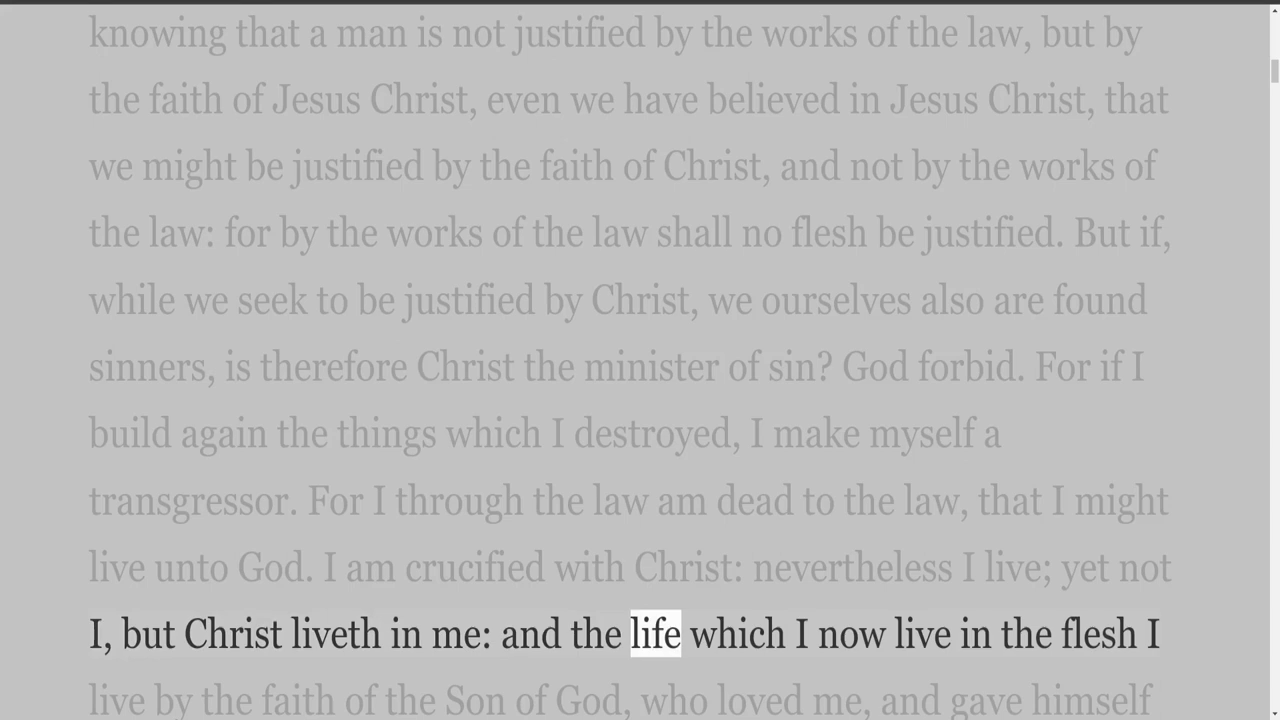 knowing that a man is not justified by the works of the law, but by
the faith of Jesus Christ, even we have believed in Jesus Christ, that
we might be justified by the faith of Christ, and not by the works of
the law: for by the works of the law shall no flesh be justified. But if,
while we seek to be justified by Christ, we ourselves also are found
sinners, is therefore Christ the minister of sin? God forbid. For if I
build again the things which I destroyed, I make myself a
transgressor. For I through the law am dead to the law, that I might
live unto God. I am crucified with Christ: nevertheless I live; yet not
I, but Christ liveth in me: and the life which I now live in the flesh I
live by the faith of the Son of God, who loved me, and gave himself